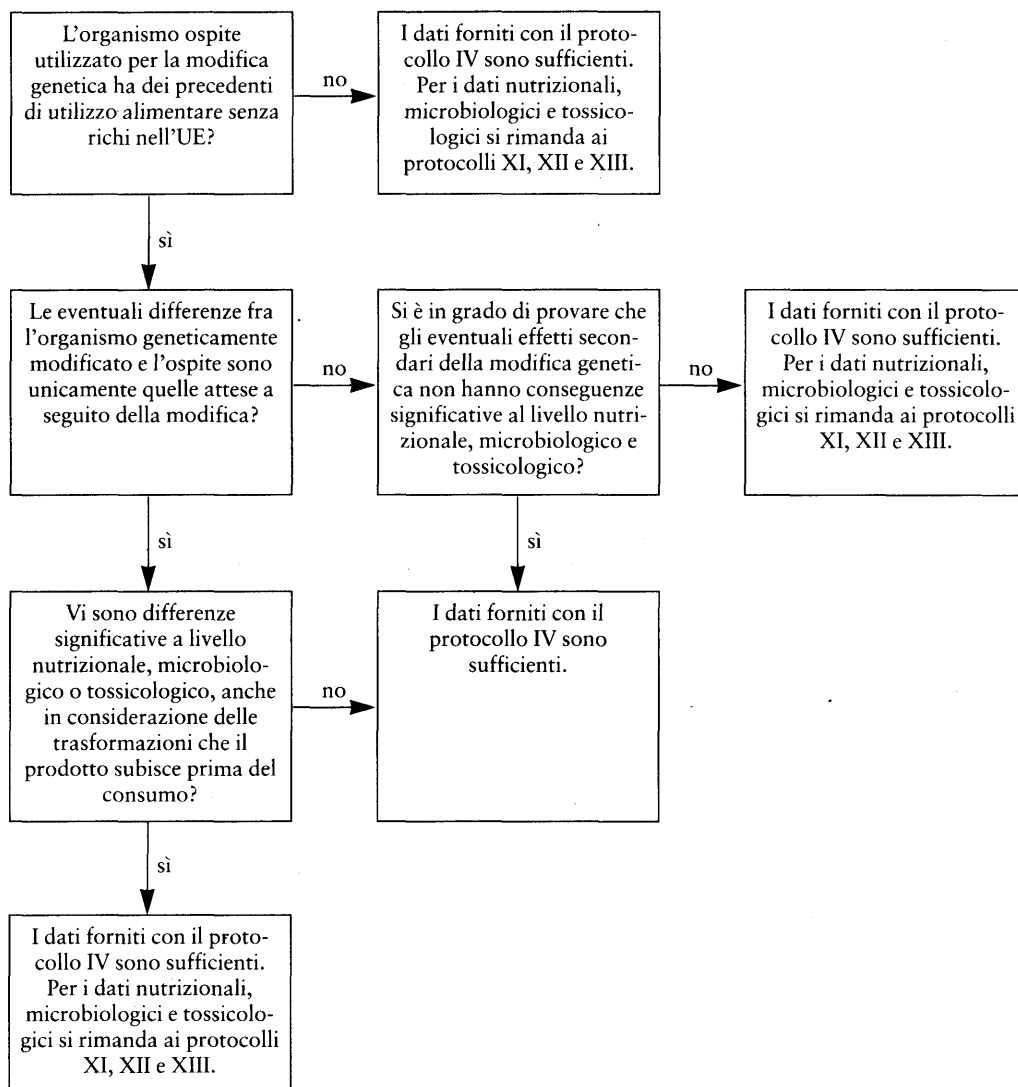 L'organismo ospite
utilizzato per la modifica
genetica ha dei precedenti
di utilizzo alimentare senza
richi nell'UE?
no
I dati forniti con il proto-
collo IV sono sufficienti.
Per i dati nutrizionali,
microbiologici e tossico-
logici si rimanda ai
protocolli XI, XII e XIII.
sì
Le eventuali differenze fra
l'organismo geneticamente
modificato e l'ospite sono
unicamente quelle attese a
seguito della modifica?
no
Si è in grado di provare che
gli eventuali effetti secon-
dari della modifica geneti-
ca non hanno conseguenze
significative al livello nutri-
zionale, microbiologico e
tossicologico?
no
I dati forniti con il proto-
collo IV sono sufficienti.
Per i dati nutrizionali,
microbiologici e tossicolo-
gici si rimanda ai protocolli
XI, XII e XIII.
sì
sì
Vi sono differenze
significative a livello
nutrizionale, microbiolo-
gico o tossicologico, anche
in considerazione delle
trasformazioni che il
prodotto subisce prima del
consumo?
no
I dati forniti con il
protocollo IV sono
sufficienti.
sì
I dati forniti con il proto-
collo IV sono sufficienti.
Per i dati nutrizionali,
microbiologici e tossicolo-
gici si rimanda ai protocolli
XI, XII e XIII.